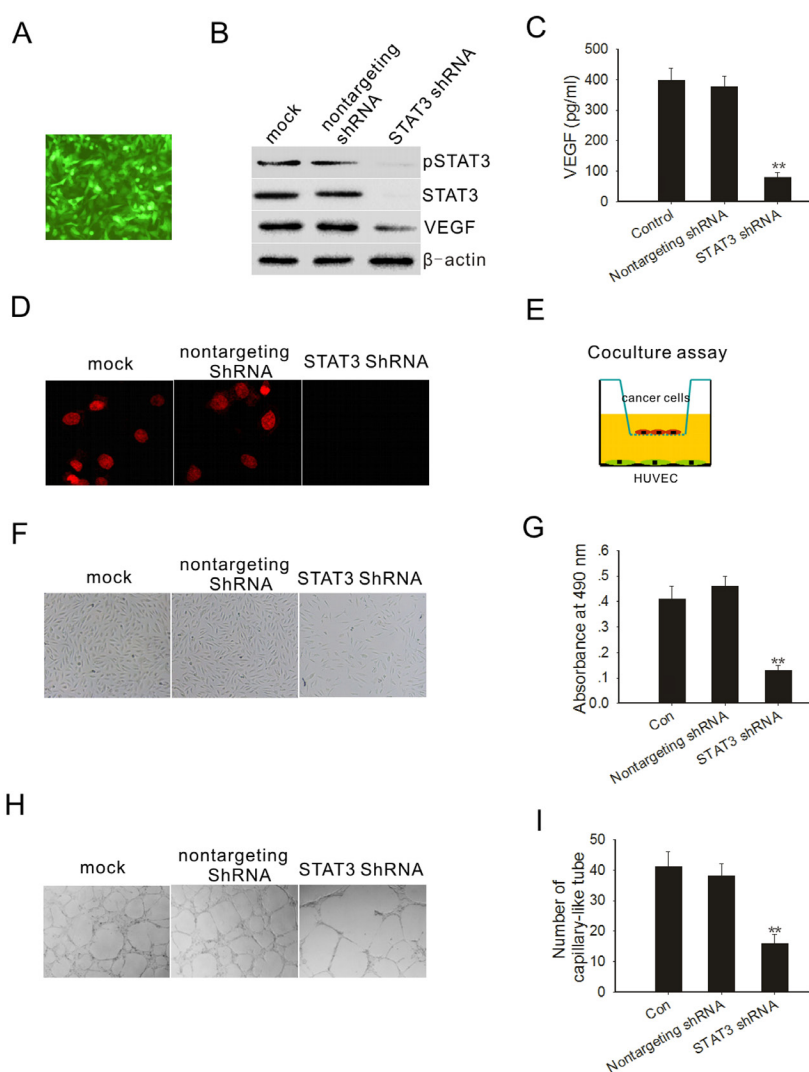 A
B
mock
nontargeting
shRNA
STAT3 shRNA
pSTAT3
STAT3
VEGF
β-actin
C
VEGF (pg/ml)
500
400
300
200
100
0
**
Control
Nontargeting shRNA
STAT3 shRNA
D
mock
nontargeting
ShRNA
STAT3 ShRNA
E
Coculture assay
cancer cells
HUVEC
F
mock
nontargeting
ShRNA
STAT3 ShRNA
G
Absorbance at 490 nm
.6
.5
.4
.3
.2
.1
0.0
**
Con
Nontargeting shRNA
STAT3 shRNA
H
mock
nontargeting
ShRNA
STAT3 ShRNA
I
Number of
capillary-like tube
50
40
30
20
10
0
**
Con
Nontargeting shRNA
STAT3 shRNA